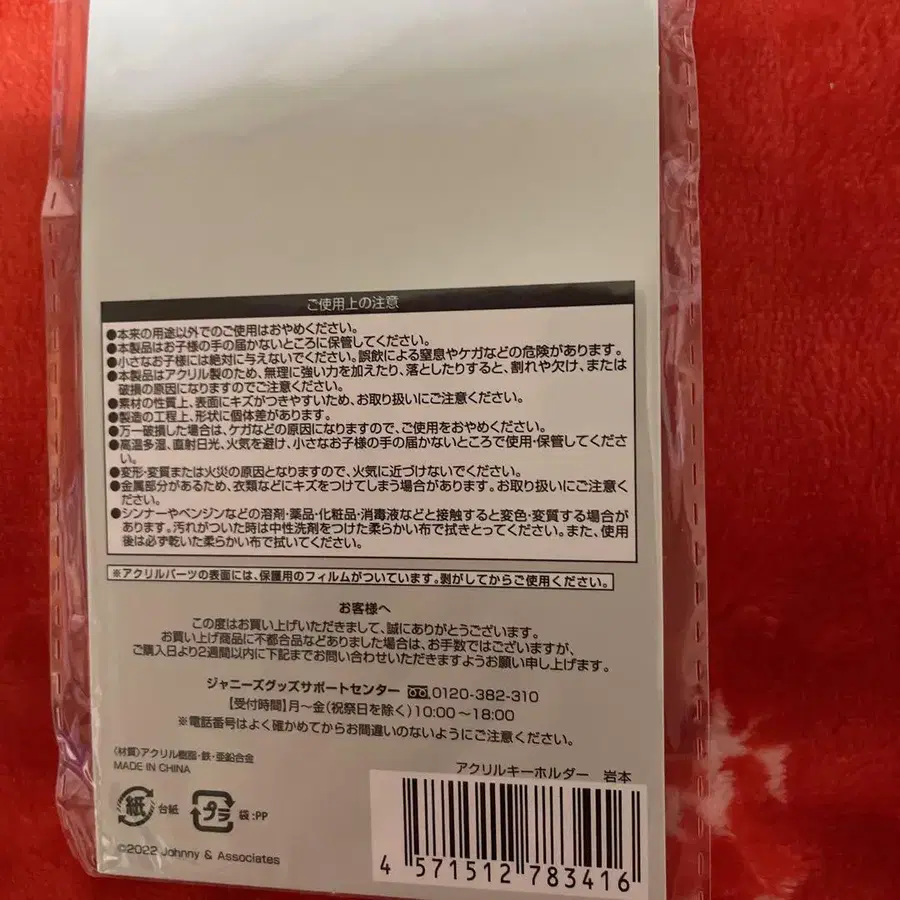 ご使用上の注意
●本来の用途以外でのご使用はおやめください。
●本製品はお子様の手の届かないところに保管してください。
●小さなお子様には絶対に与えないでください。誤飲による窒息やケガなどの危険があります。
●本製品はアクリル製のため、無理に強い力を加えたり、落としたりすると、割れや欠け、または
破損の原因になりますのでご注意ください。
●素材の性質上、表面にキズがつきやすいため、お取り扱いにご注意ください。
●製造の工程上、形状に個体差があります。
●万一破損した場合は、ケガなどの原因になりますので、ご使用をおやめください。
●高温多湿、直射日光、火気を避け、小さなお子様の手の届かないところで使用・保管してくださ
い。
●変形・変質または火災の原因となりますので、火気に近づけないでください。
●金属部分があるため、衣類などにキズをつけてしまう場合があります。お取り扱いにご注意く
ださい。
●シンナーやベンジンなどの溶剤・薬品・化粧品・消毒液などと接触すると変色・変質する場合が
あります。汚れがついた時は中性洗剤をつけた柔らかい布で拭きとってください。また、使用
後は必ず乾いた柔らかい布で拭いてください。
※アクリルパーツの表面には、保護用のフィルムがついています。剥がしてからご使用ください。
お客様へ
この度はお買い上げいただきまして、誠にありがとうございます。
お買い上げ商品に不都合品などありました場合は、お手数ではございますが、
ご購入日より2週間以内に下記までお問い合わせいただきますようお願い申し上げます。
ジャニーズグッズサポートセンター 0120-382-310
【受付時間】月～金(祝祭日を除く)10:00～18:00
※電話番号はよく確かめてからお間違いのないようにご注意ください。
〈材質〉アクリル樹脂・鉄・亜鉛合金
MADE IN CHINA
アクリルキーホルダー 岩本
紙 台紙 プラ 袋:PP
©2022 Johnny & Associates
4 571512 783416